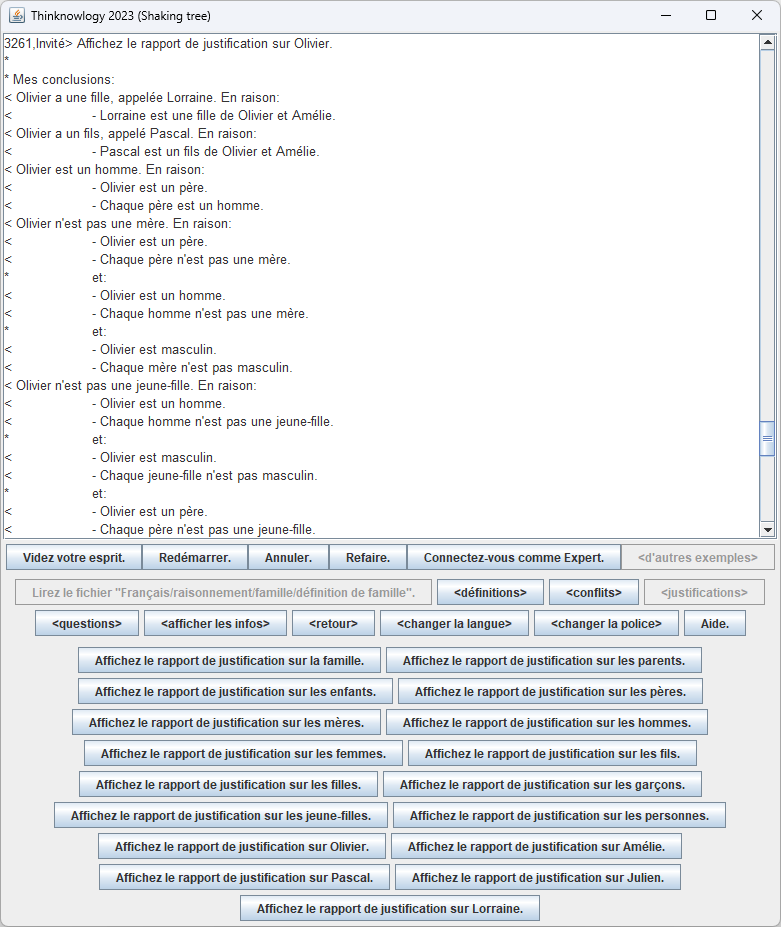 Thinknowlogy 2023 (Shaking tree)
3261,Invité> Affichez le rapport de justification sur Olivier.
*
* Mes conclusions:
< Olivier a une fille, appelée Lorraine. En raison:
< - Lorraine est une fille de Olivier et Amélie.
< Olivier a un fils, appelé Pascal. En raison:
< - Pascal est un fils de Olivier et Amélie.
< Olivier est un homme. En raison:
< - Olivier est un père.
< - Chaque père est un homme.
< Olivier n'est pas une mère. En raison:
< - Olivier est un père.
< - Chaque père n'est pas une mère.
* et:
< - Olivier est un homme.
< - Chaque homme n'est pas une mère.
* et:
< - Olivier est masculin.
< - Chaque mère n'est pas masculin.
< Olivier n'est pas une jeune-fille. En raison:
< - Olivier est un homme.
< - Chaque homme n'est pas une jeune-fille.
* et:
< - Olivier est masculin.
< - Chaque jeune-fille n'est pas masculin.
* et:
< - Olivier est un père.
< - Chaque père n'est pas une jeune-fille.
Videz votre esprit. Redémarrer. Annuler. Refaire. Connectez-vous comme Expert. <d'autres exemples>
Lirez le fichier "Français/raisonnement/famille/définition de famille". <définitions> <conflits> <justifications>
<questions> <afficher les infos> <retour> <changer la langue> <changer la police> Aide.
Affichez le rapport de justification sur la famille. Affichez le rapport de justification sur les parents.
Affichez le rapport de justification sur les enfants. Affichez le rapport de justification sur les pères.
Affichez le rapport de justification sur les mères. Affichez le rapport de justification sur les hommes.
Affichez le rapport de justification sur les femmes. Affichez le rapport de justification sur les fils.
Affichez le rapport de justification sur les filles. Affichez le rapport de justification sur les garçons.
Affichez le rapport de justification sur les jeune-filles. Affichez le rapport de justification sur les personnes.
Affichez le rapport de justification sur Olivier. Affichez le rapport de justification sur Amélie.
Affichez le rapport de justification sur Pascal. Affichez le rapport de justification sur Julien.
Affichez le rapport de justification sur Lorraine.